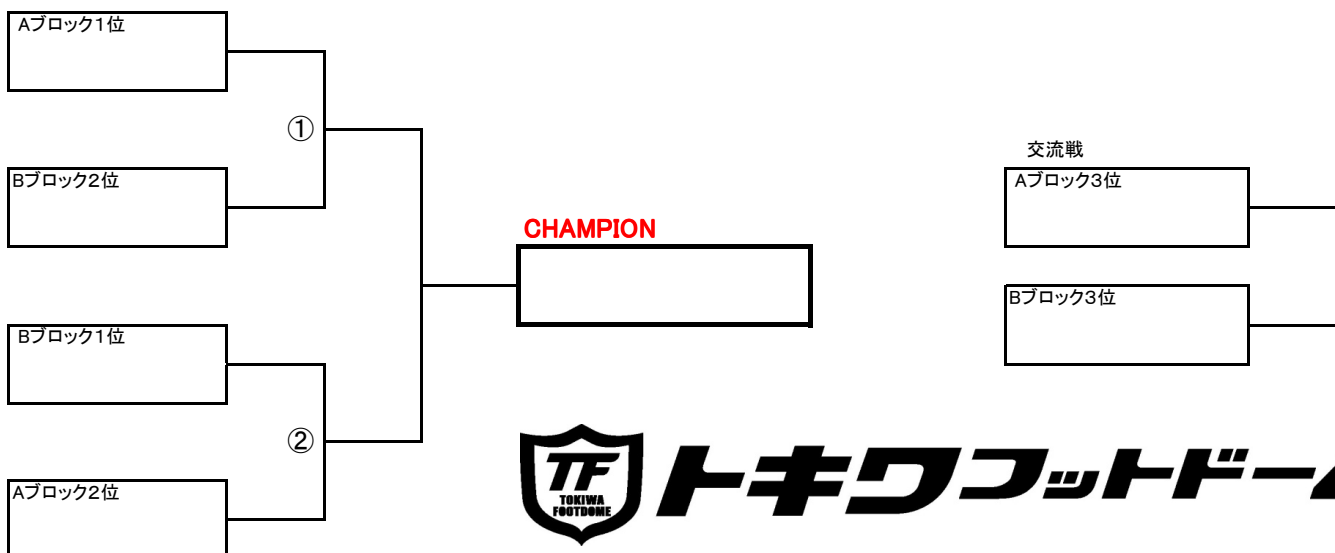 Aブロック1位
①
Bブロック2位
CHAMPION
Bブロック1位
②
Aブロック2位
交流戦
Aブロック3位
Bブロック3位
TF
TOKIWA
FOOTDOME
トキワフットドーム